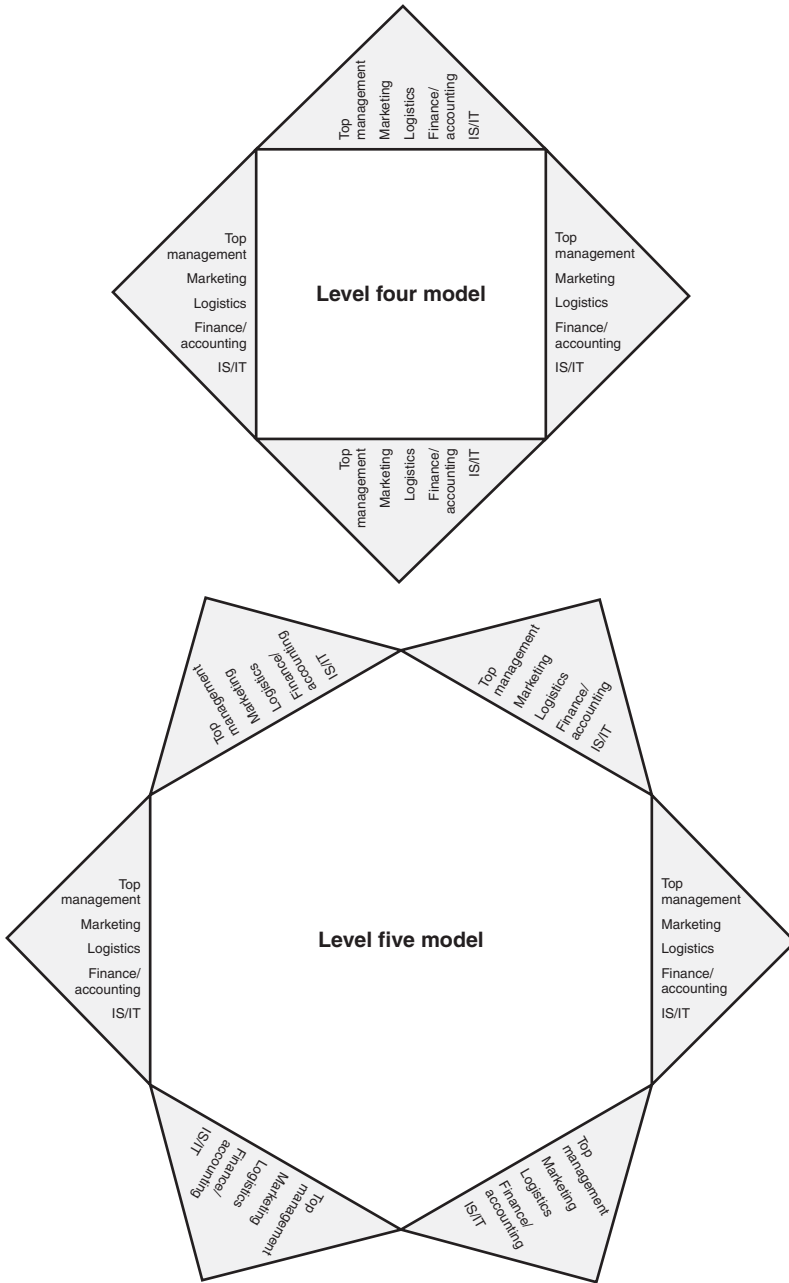 Top
management
Marketing
Logistics
Finance/
accounting
IS/IT
Top
management
Marketing
Logistics
Finance/
accounting
IS/IT
Level four model
Top
management
Marketing
Logistics
Finance/
accounting
IS/IT
Top
management
Marketing
Logistics
Finance/
accounting
IS/IT
Top
management
Marketing
Logistics
Finance/
accounting
IS/IT
Top
management
Marketing
Logistics
Finance/
accounting
IS/IT
Top
management
Marketing
Logistics
Finance/
accounting
IS/IT
Level five model
Top
management
Marketing
Logistics
Finance/
accounting
IS/IT
Top
management
Marketing
Logistics
Finance/
accounting
IS/IT
Top
management
Marketing
Logistics
Finance/
accounting
IS/IT